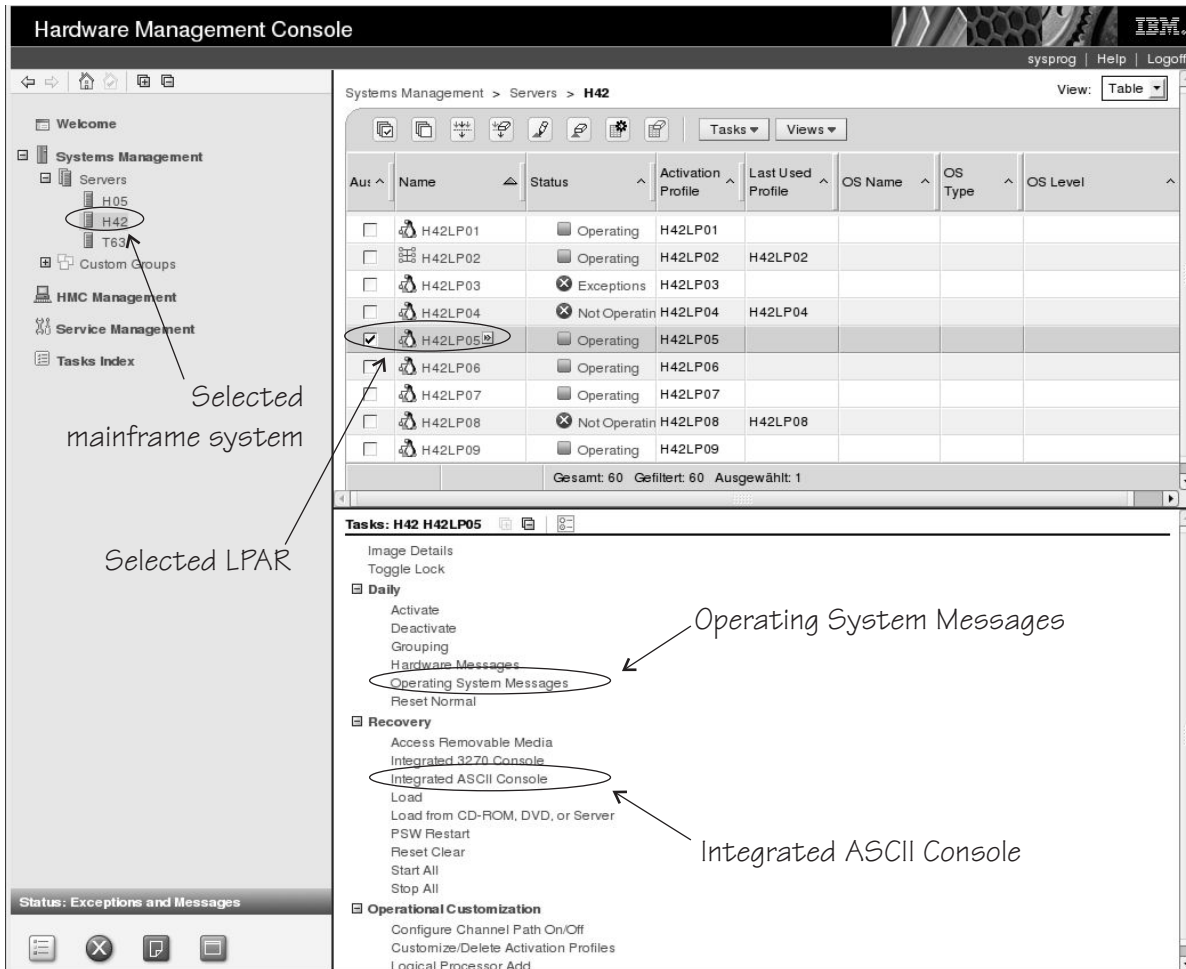 Hardware Management Console
IBM.
sysprog | Help | Logoff
Welcome
Systems Management
Servers
H05
H42
T63
Custom Groups
HMC Management
Service Management
Tasks Index
Selected
mainframe system
Selected LPAR
Status: Exceptions and Messages
Systems Management > Servers > H42
View: Table
Tasks Views
Aus Name Status Activation Profile Last Used Profile OS Name OS Type OS Level
H42LP01 Operating H42LP01
H42LP02 Operating H42LP02 H42LP02
H42LP03 Exceptions H42LP03
H42LP04 Not Operatin H42LP04 H42LP04
H42LP05 Operating H42LP05
H42LP06 Operating H42LP06
H42LP07 Operating H42LP07
H42LP08 Not Operatin H42LP08 H42LP08
H42LP09 Operating H42LP09
Gesamt: 60 Gefiltert: 60 Ausgewählt: 1
Tasks: H42 H42LP05
Image Details
Toggle Lock
Daily
Activate
Deactivate
Grouping
Hardware Messages
Operating System Messages
Reset Normal
Recovery
Access Removable Media
Integrated 3270 Console
Integrated ASCII Console
Load
Load from CD-ROM, DVD, or Server
PSW Restart
Reset Clear
Start All
Stop All
Operational Customization
Configure Channel Path On/Off
Customize/Delete Activation Profiles
Logical Processor Add
Operating System Messages
Integrated ASCII Console